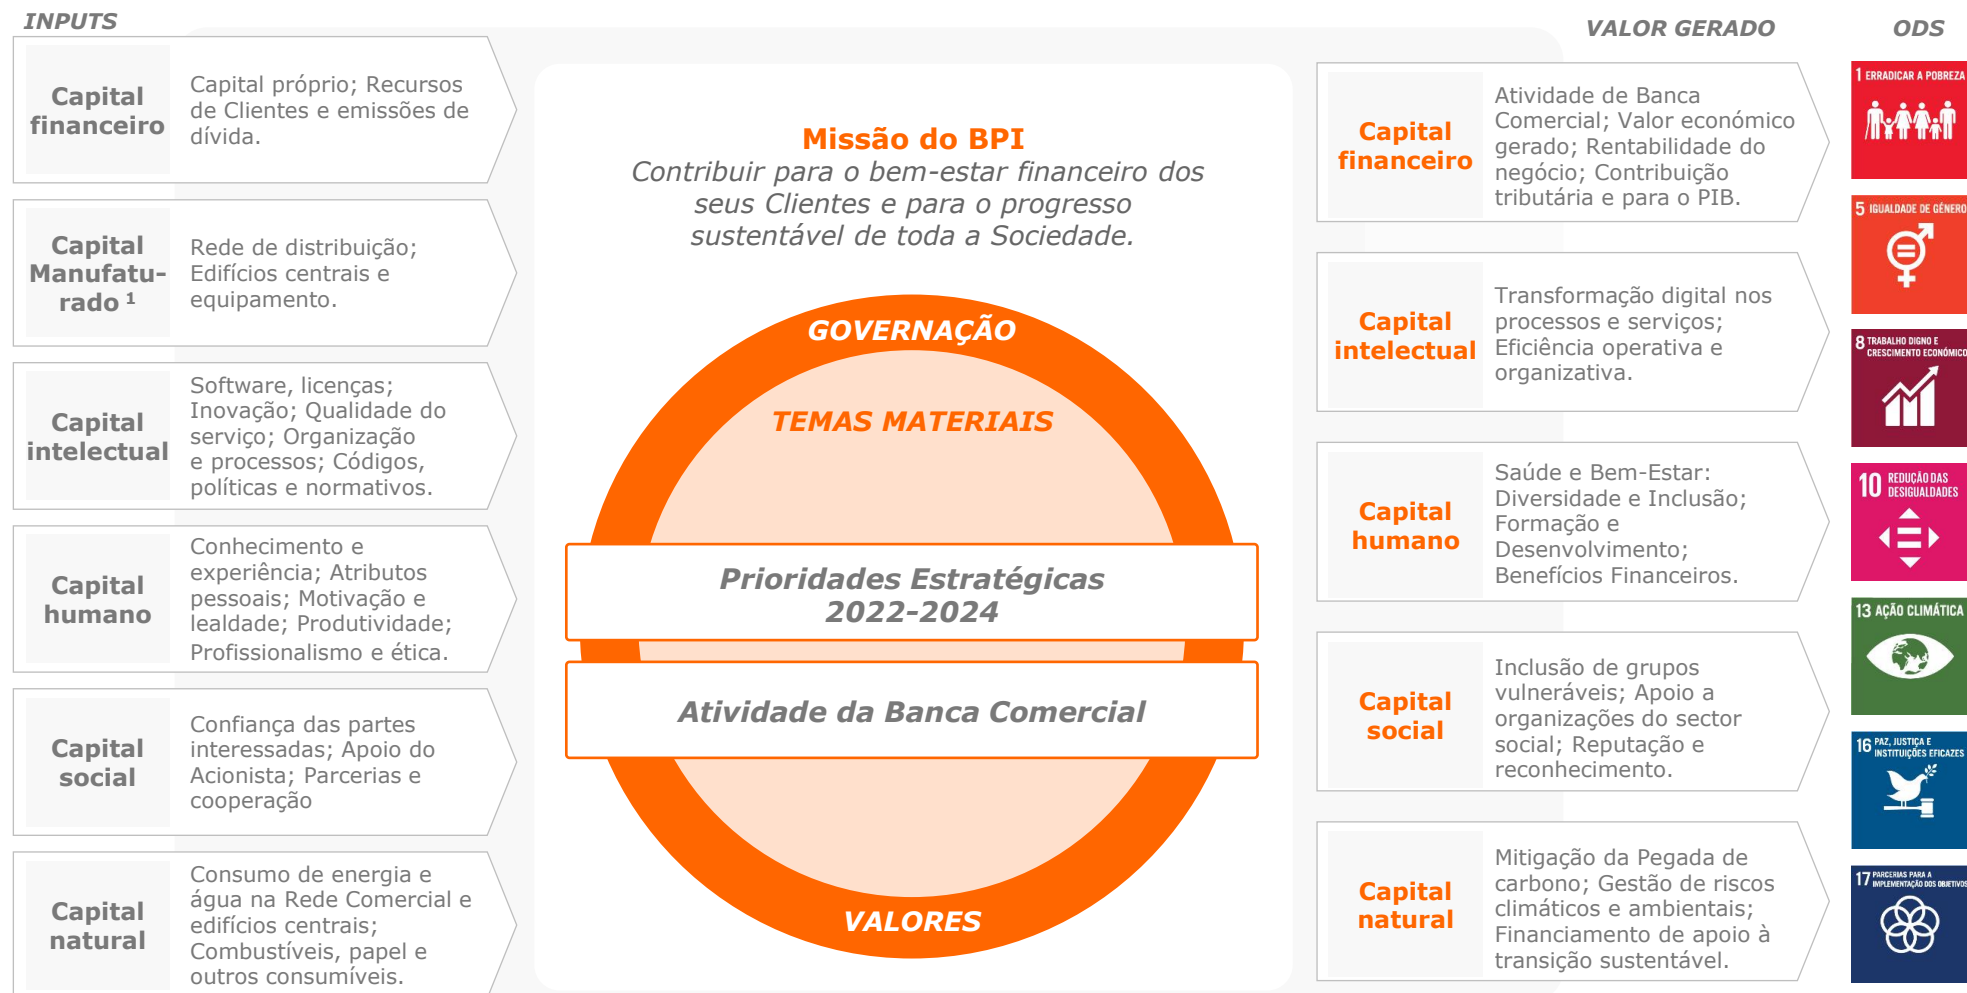 INPUTS
Capital
financeiro
Capital próprio; Recursos
de Clientes e emissões de
dívida.
Capital
Manufatu-
rado 1
Rede de distribuição;
Edifícios centrais e
equipamento.
Capital
intelectual
Software, licenças;
Inovação; Qualidade do
serviço; Organização
e processos; Códigos,
políticas e normativos.
Capital
humano
Conhecimento e
experiência; Atributos
pessoais; Motivação e
lealdade; Produtividade;
Profissionalismo e ética.
Capital
social
Confiança das partes
interessadas; Apoio do
Acionista; Parcerias e
cooperação
Capital
natural
Consumo de energia e
água na Rede Comercial e
edifícios centrais;
Combustíveis, papel e
outros consumíveis.
Missão do BPI
Contribuir para o bem-estar financeiro dos
seus Clientes e para o progresso
sustentável de toda a Sociedade.
GOVERNAÇÃO
TEMAS MATERIAIS
Prioridades Estratégicas
2022-2024
Atividade da Banca Comercial
VALORES
VALOR GERADO
Capital
financeiro
Atividade de Banca
Comercial; Valor económico
gerado; Rentabilidade do
negócio; Contribuição
tributária e para o PIB.
Capital
intelectual
Transformação digital nos
processos e serviços;
Eficiência operativa e
organizativa.
Capital
humano
Saúde e Bem-Estar:
Diversidade e Inclusão;
Formação e
Desenvolvimento;
Benefícios Financeiros.
Capital
social
Inclusão de grupos
vulneráveis; Apoio a
organizações do sector
social; Reputação e
reconhecimento.
Capital
natural
Mitigação da Pegada de
carbono; Gestão de riscos
climáticos e ambientais;
Financiamento de apoio à
transição sustentável.
ODS
1 ERRADICAR A POBREZA
5 IGUALDADE DE GÉNERO
8 TRABALHO DIGNO E
CRESCIMENTO ECONÓMICO
10 REDUÇÃO DAS
DESIGUALDADES
13 AÇÃO CLIMÁTICA
16 PAZ, JUSTIÇA E
INSTITUIÇÕES EFICAZES
17 PARCERIAS PARA A
IMPLEMENTAÇÃO DOS OBJETIVOS